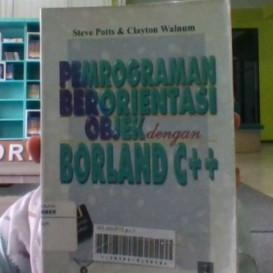 Steve Potts & Clayton Walnum
PEMROGRAMAN
BERORIENTASI
OBJEK dengan
BORLAND C++